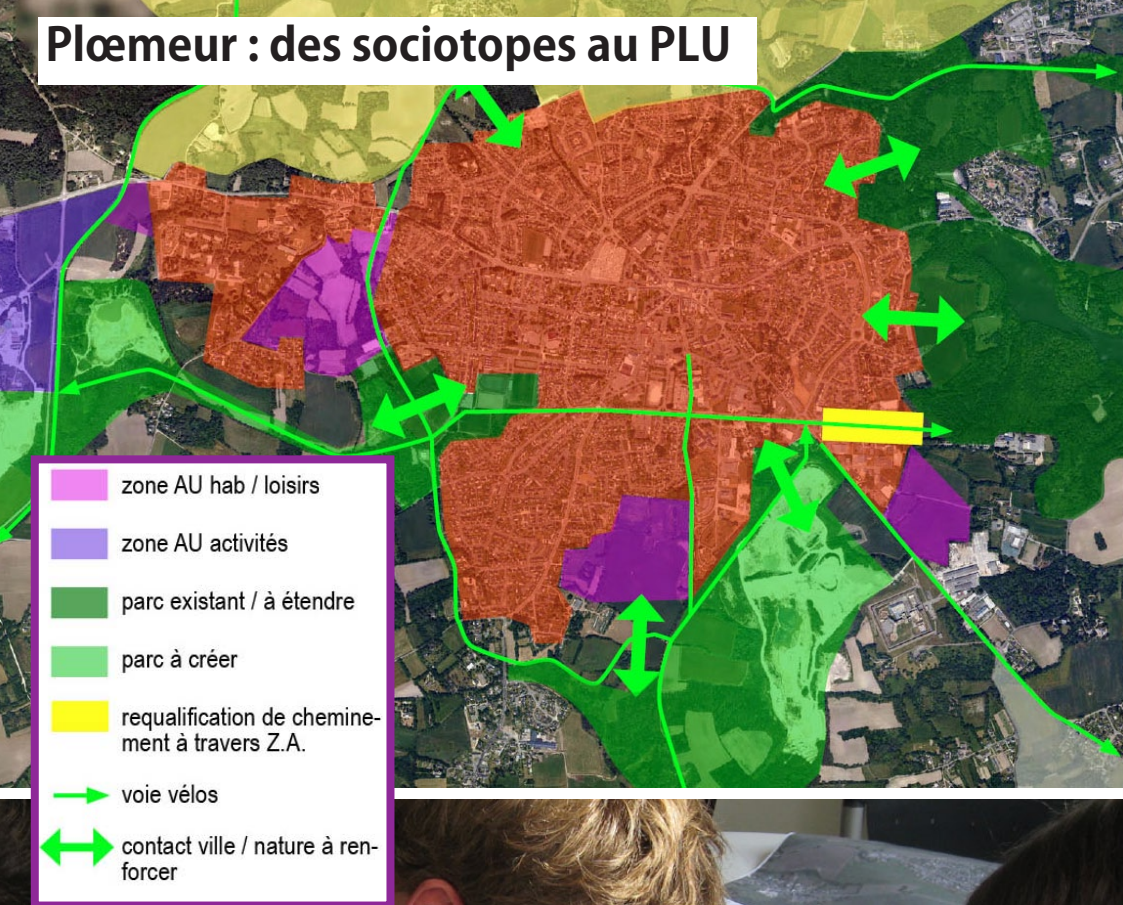 Plœmeur : des sociotopes au PLU
zone AU hab / loisirs
zone AU activités
parc existant / à étendre
parc à créer
requalification de chemine-
ment à travers Z.A.
voie vélos
contact ville / nature à ren-
forcer